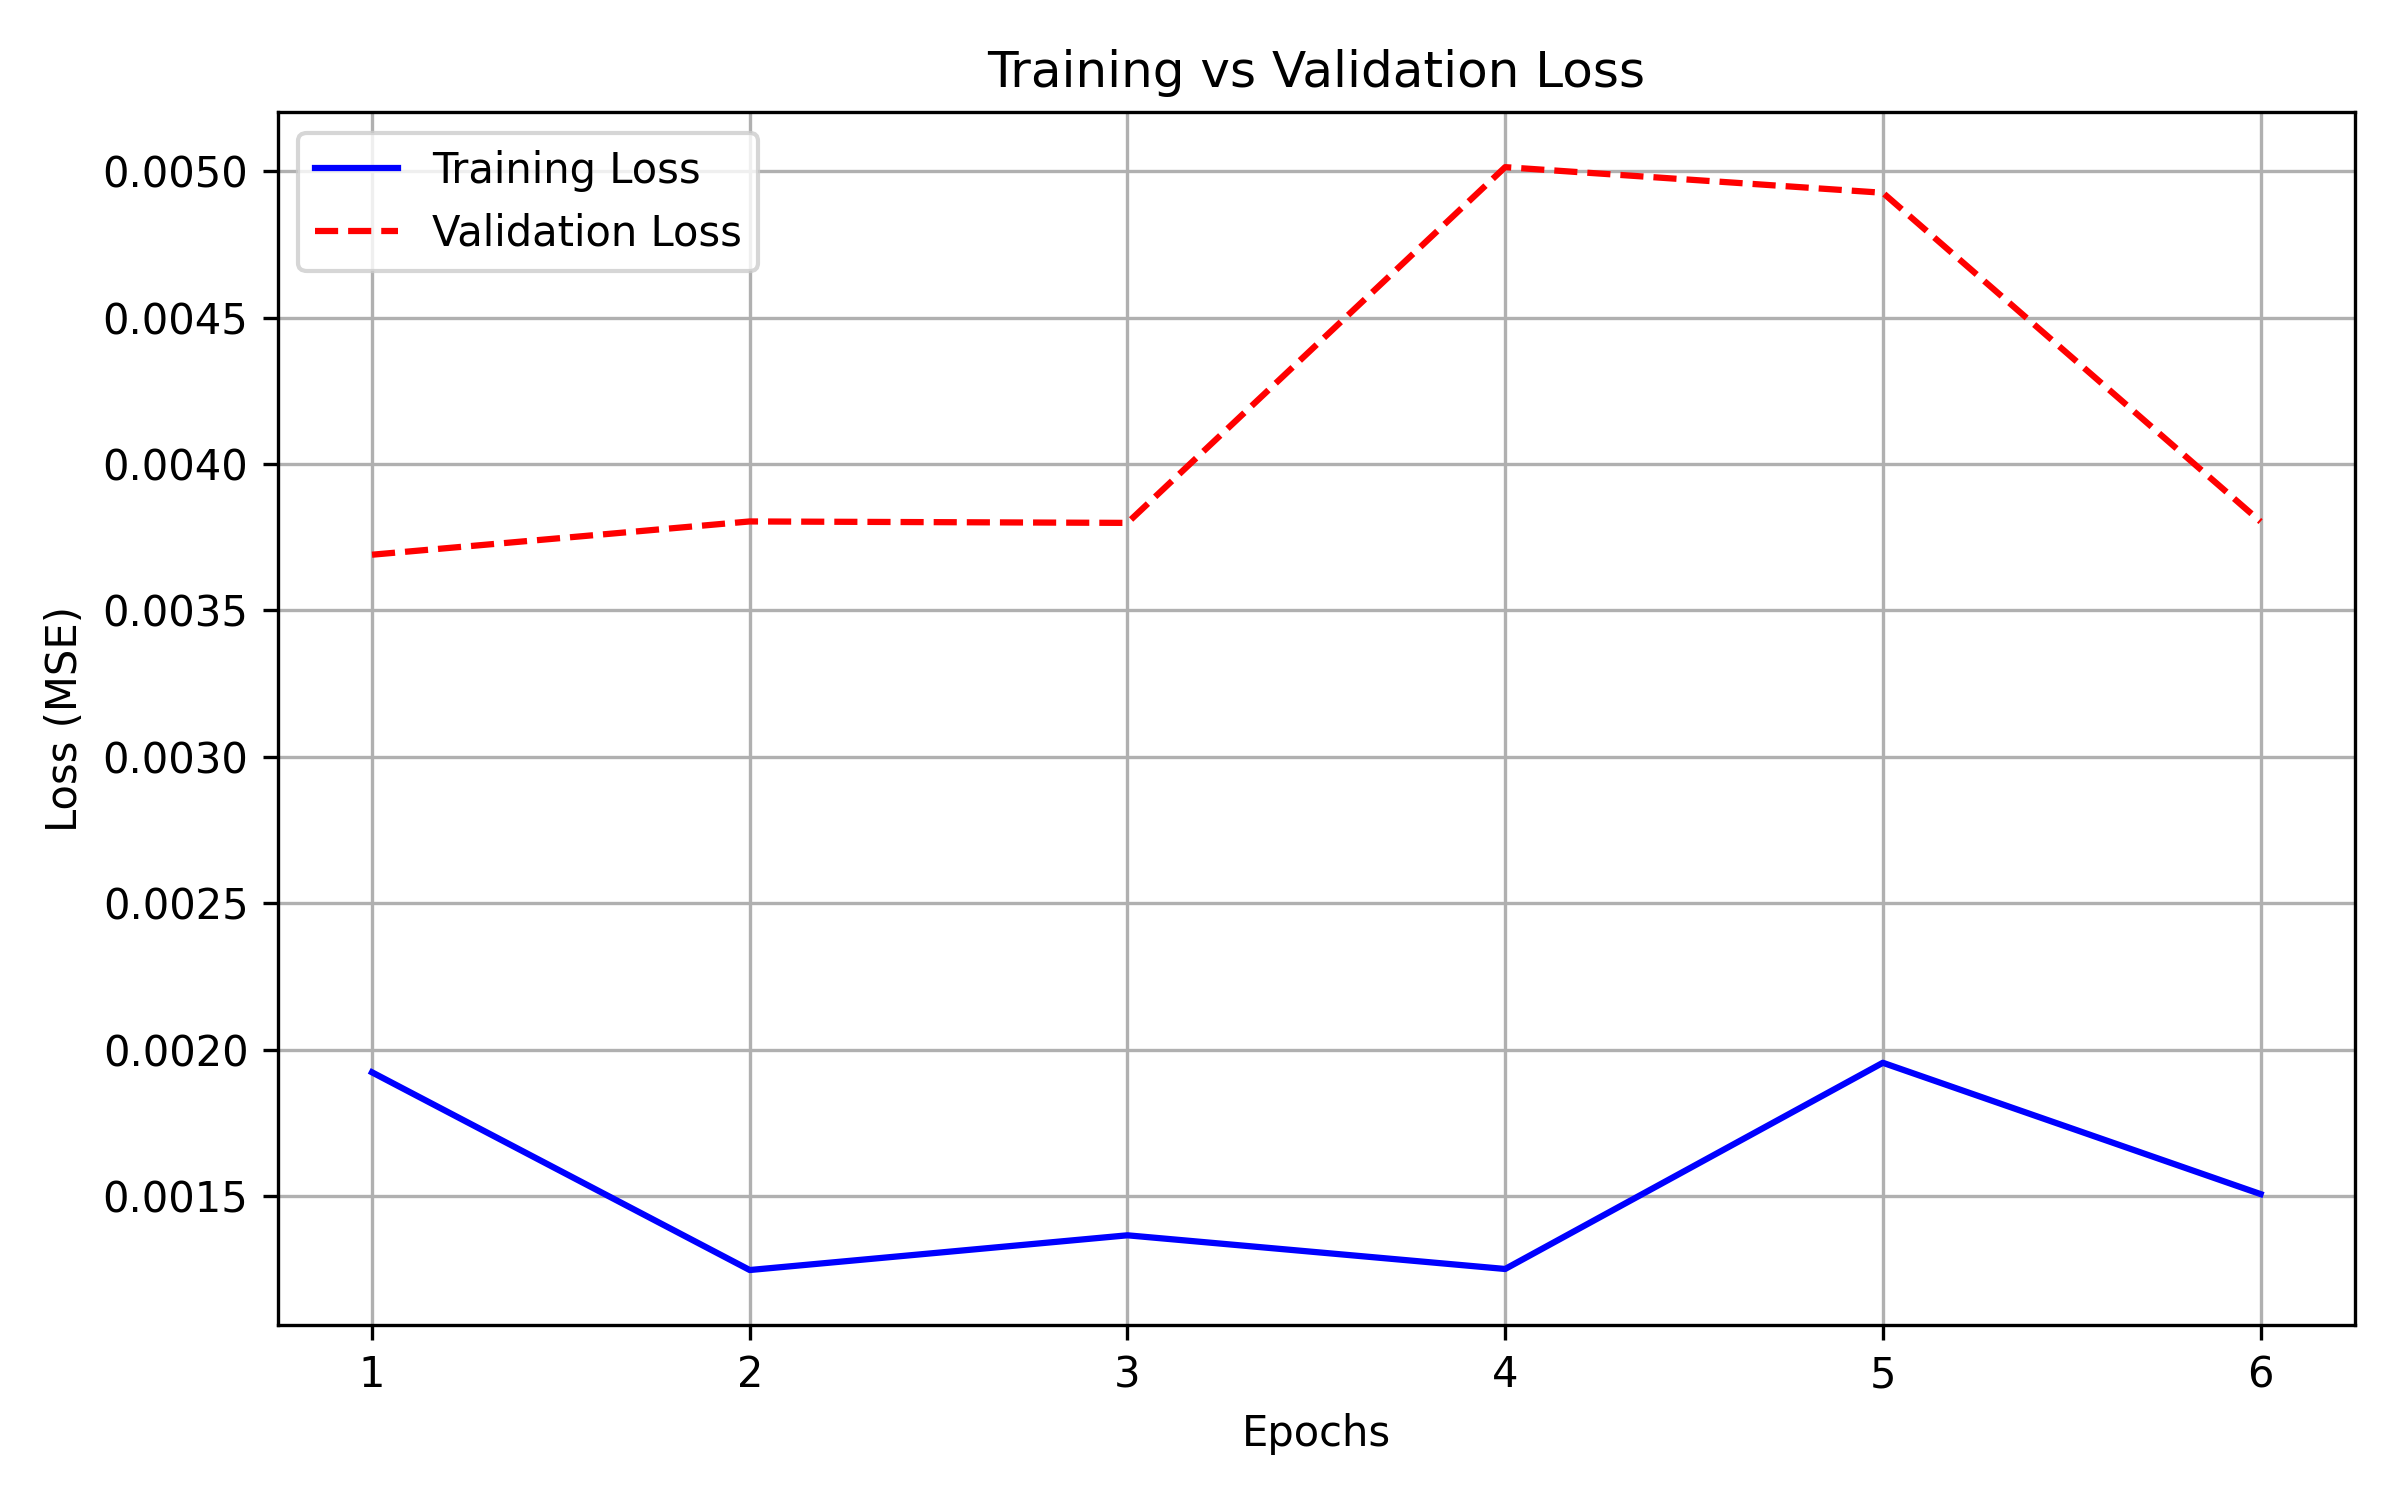 Training vs Validation Loss
Training Loss
Validation Loss
0.0050
0.0045
0.0040
0.0035
0.0030
0.0025
0.0020
0.0015
Loss (MSE)
1 2 3 4 5 6
Epochs